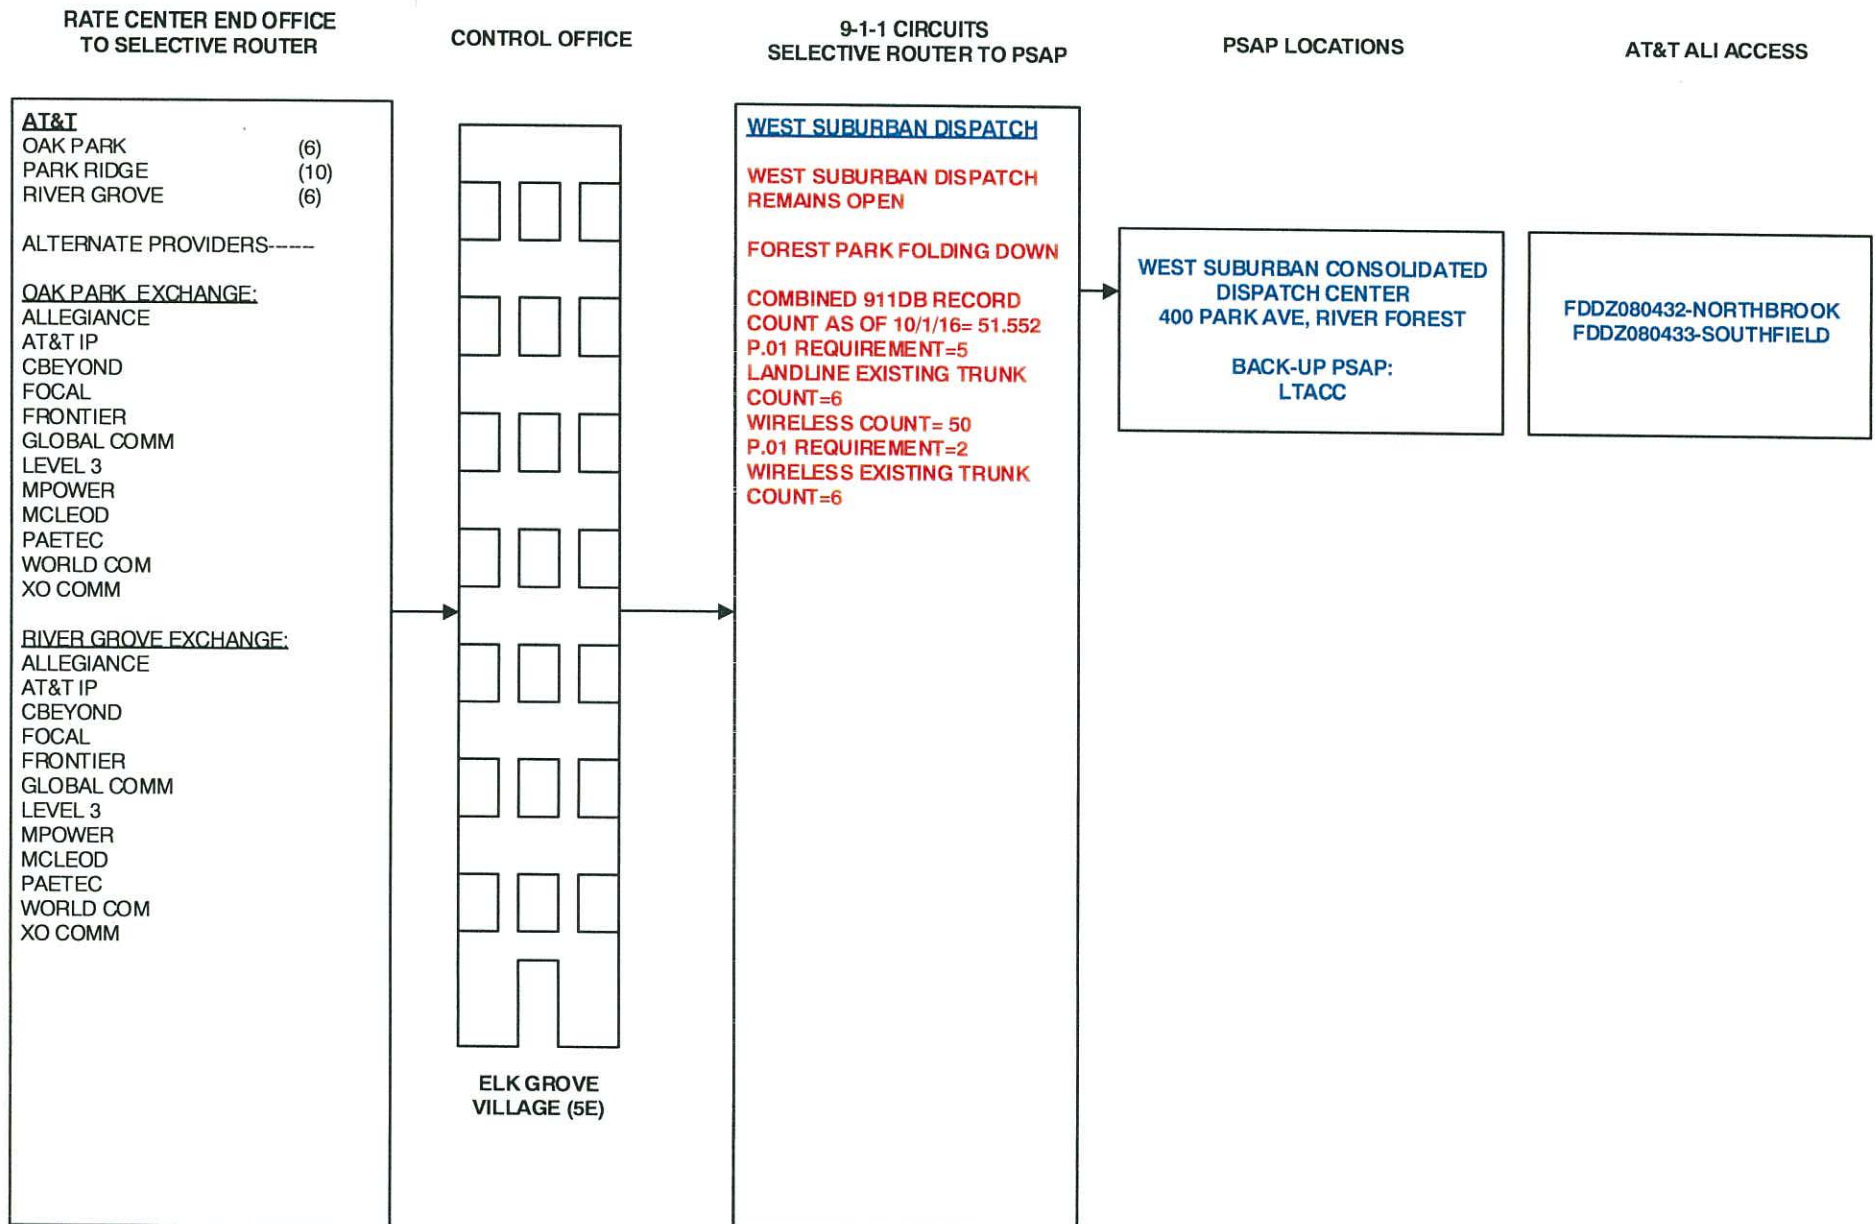 RATE CENTER END OFFICE
TO SELECTIVE ROUTER
AT&T
OAK PARK (6)
PARK RIDGE (10)
RIVER GROVE (6)
ALTERNATE PROVIDERS-----
OAK PARK EXCHANGE:
ALLEGIANCE
AT&T IP
CBEYOND
FOCAL
FRONTIER
GLOBAL COMM
LEVEL 3
MPOWER
MCLEOD
PAETEC
WORLD COM
XO COMM
RIVER GROVE EXCHANGE:
ALLEGIANCE
AT&T IP
CBEYOND
FOCAL
FRONTIER
GLOBAL COMM
LEVEL 3
MPOWER
MCLEOD
PAETEC
WORLD COM
XO COMM
CONTROL OFFICE
ELK GROVE
VILLAGE (5E)
9-1-1 CIRCUITS
SELECTIVE ROUTER TO PSAP
WEST SUBURBAN DISPATCH
WEST SUBURBAN DISPATCH
REMAINS OPEN
FOREST PARK FOLDING DOWN
COMBINED 911DB RECORD
COUNT AS OF 10/1/16= 51.552
P.01 REQUIREMENT=5
LANDLINE EXISTING TRUNK
COUNT=6
WIRELESS COUNT= 50
P.01 REQUIREMENT=2
WIRELESS EXISTING TRUNK
COUNT=6
PSAP LOCATIONS
WEST SUBURBAN CONSOLIDATED
DISPATCH CENTER
400 PARK AVE, RIVER FOREST
BACK-UP PSAP:
LTACC
AT&T ALI ACCESS
FDDZ080432-NORTHBROOK
FDDZ080433-SOUTHFIELD